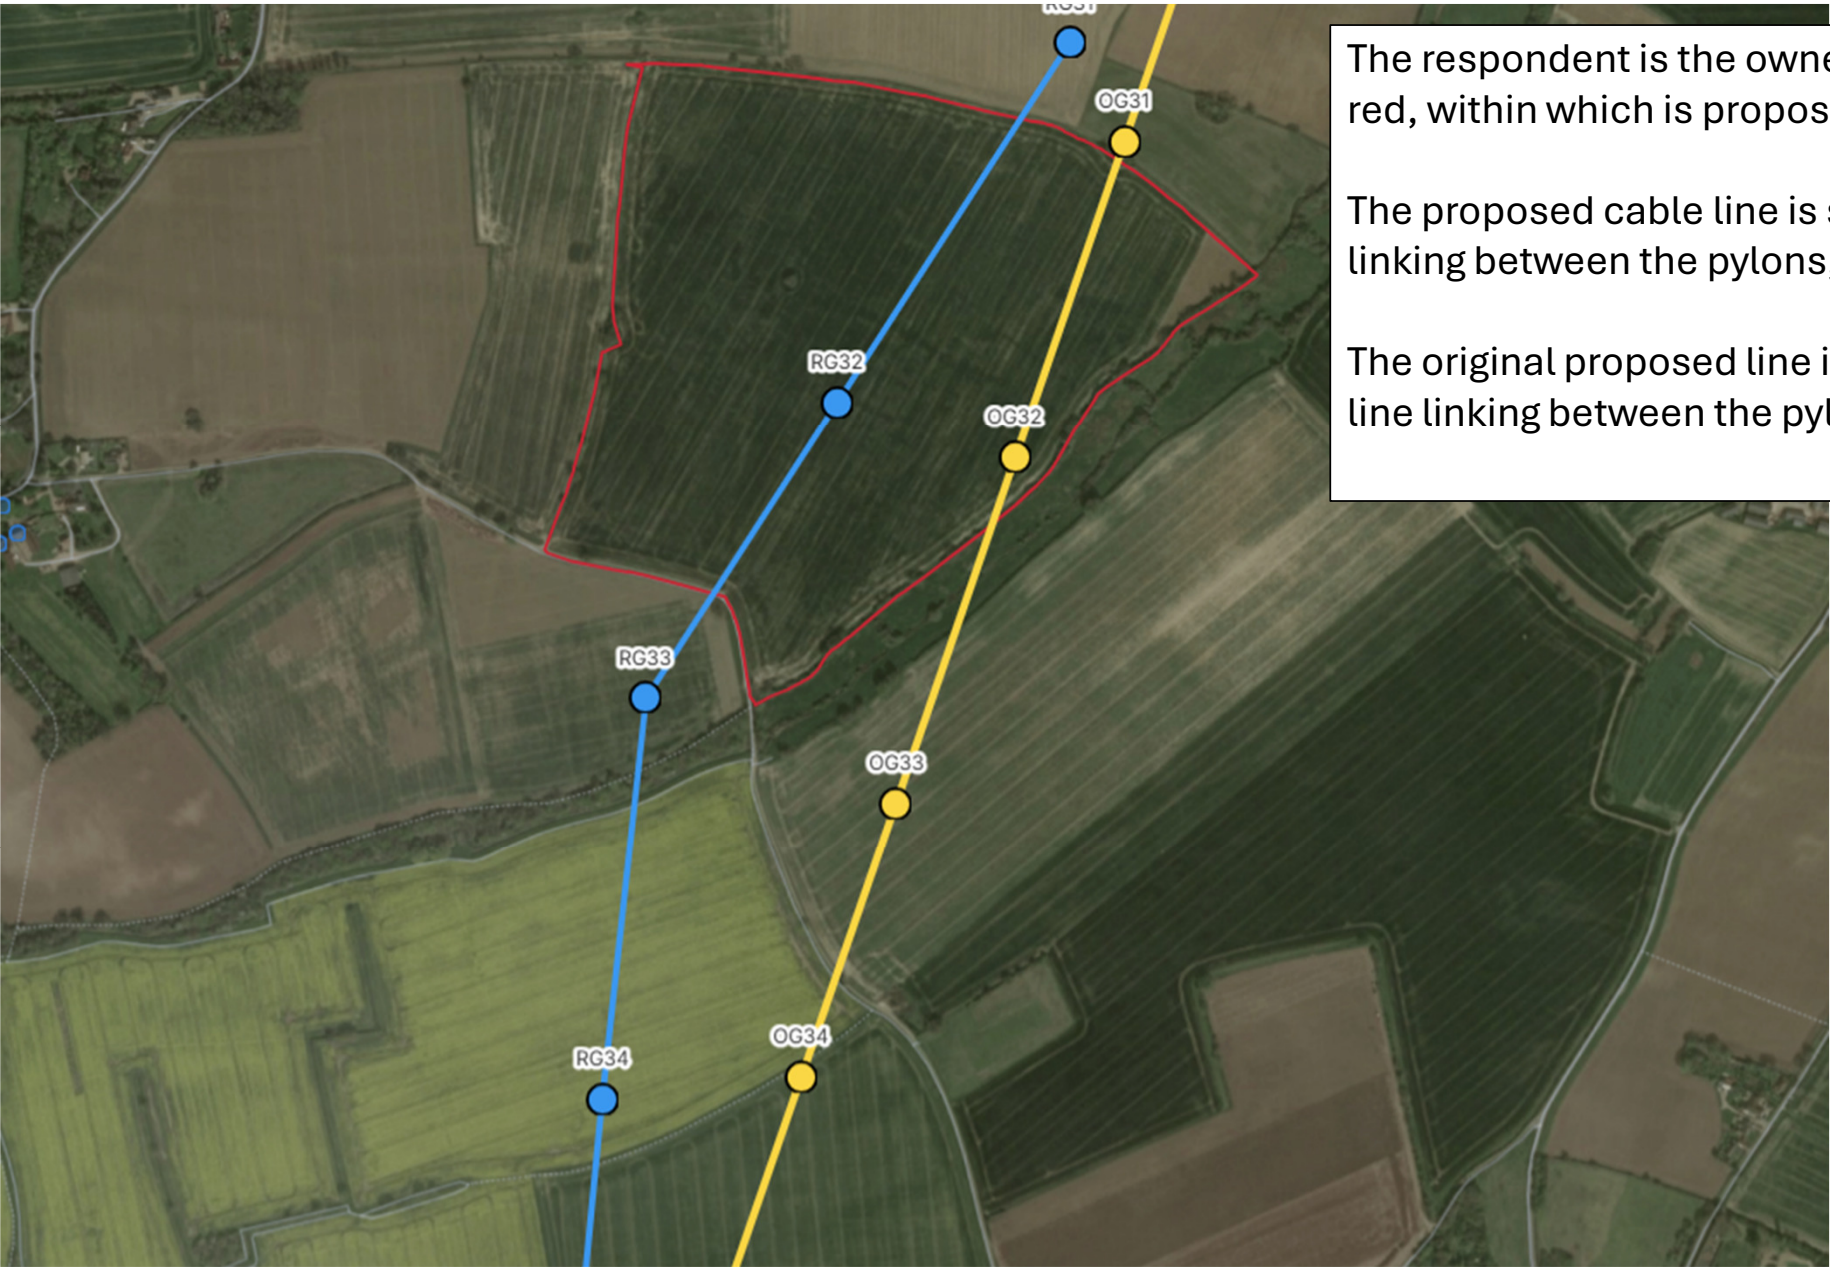 RG31
OG31
RG32
OG32
RG33
OG33
OG34
RG34
The respondent is the owne
red, within which is propos
The proposed cable line is
linking between the pylons,
The original proposed line i
line linking between the pyl